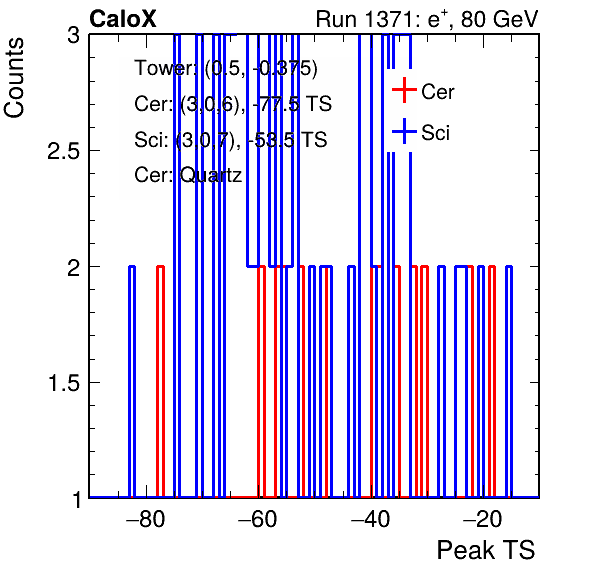 CaloX Run 1371: e⁺, 80 GeV
Counts
3
2.5
2
1.5
1
Tower: (0.5, -0.375)
Cer: (3,0,6), -77.5 TS
Sci: (3,0,7), -53.5 TS
Cer: Quartz
Cer
Sci
−80 −60 −40 −20
Peak TS